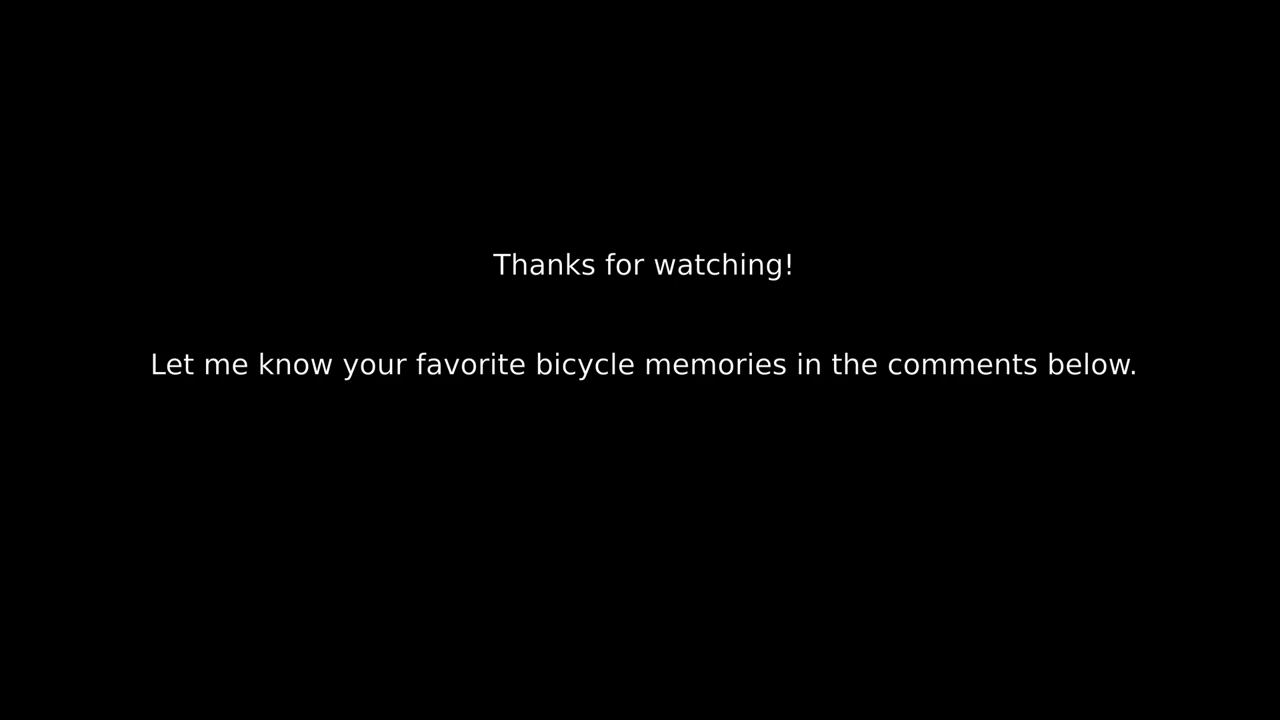 Thanks for watching!
Let me know your favorite bicycle memories in the comments below.